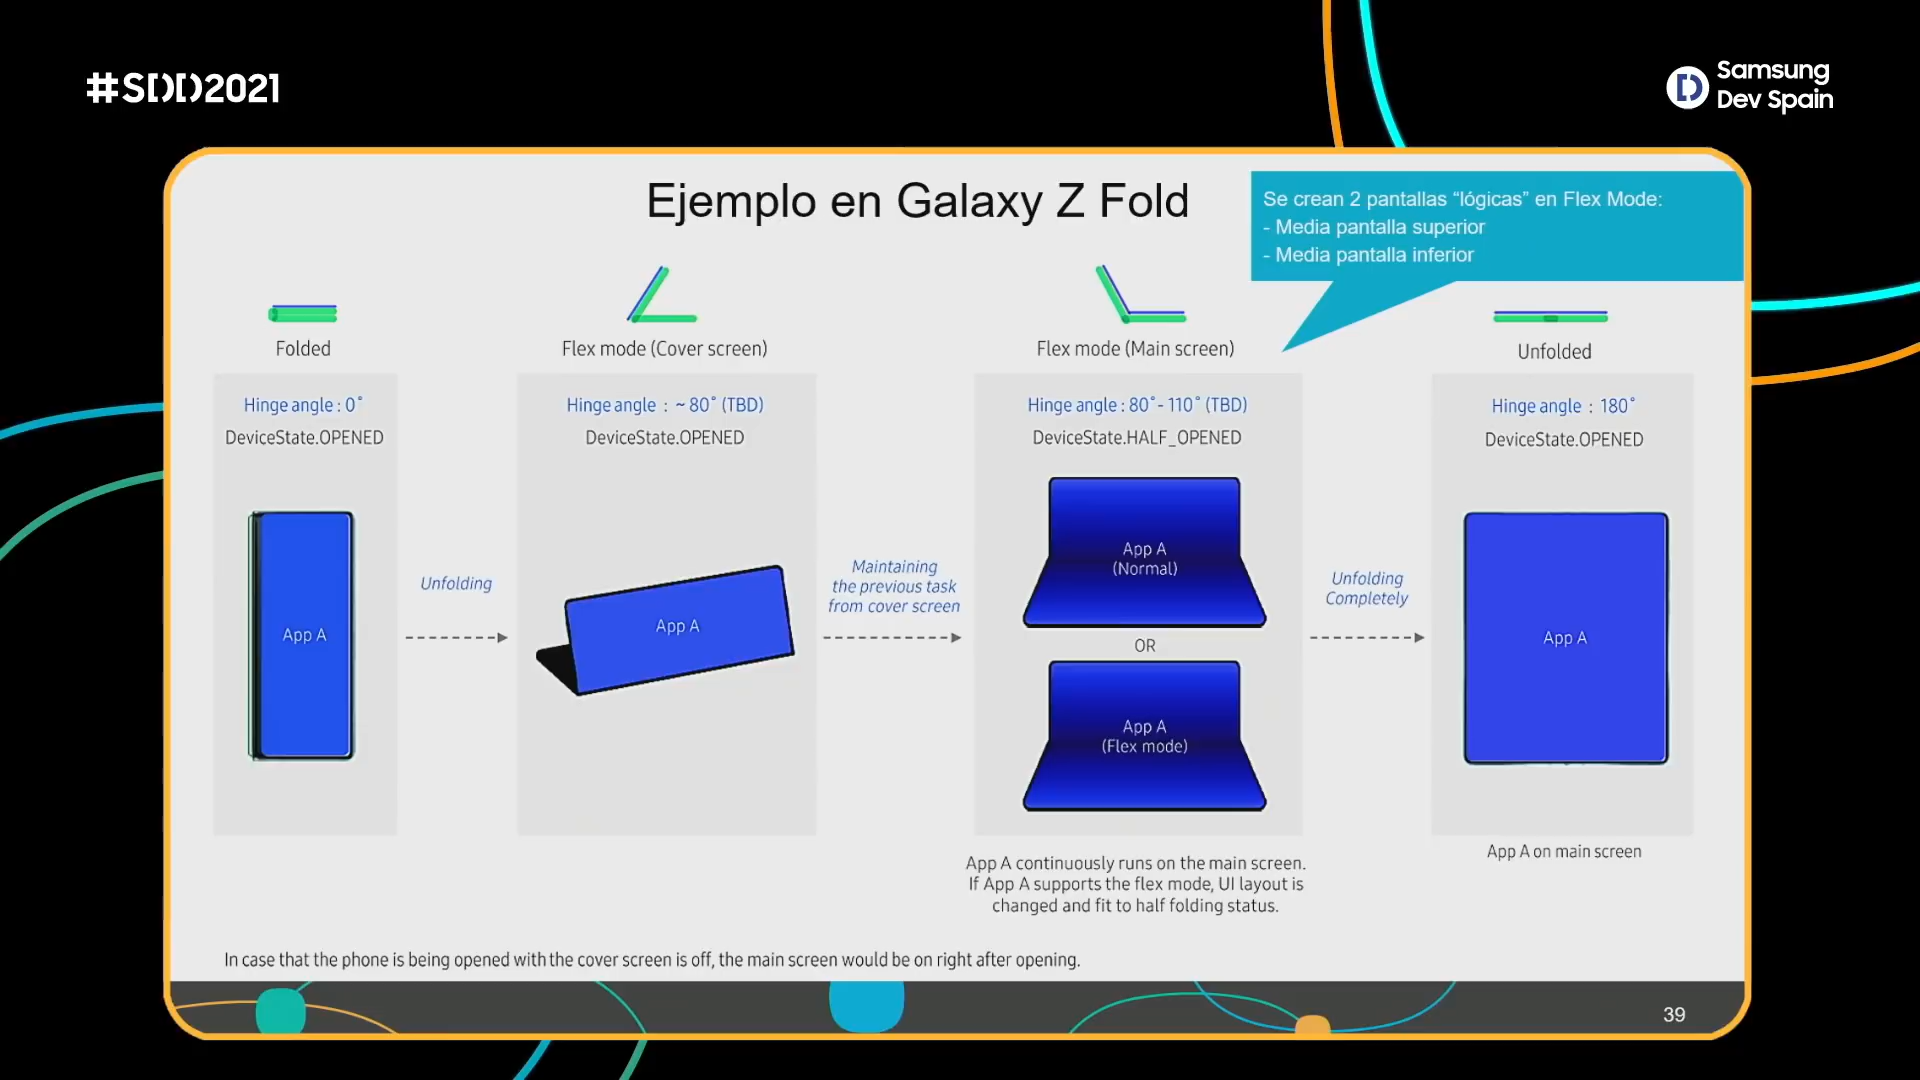 #SDD2021
Samsung
Dev Spain
Ejemplo en Galaxy Z Fold
Se crean 2 pantallas “lógicas” en Flex Mode:
- Media pantalla superior
- Media pantalla inferior
Folded
Hinge angle : 0˚
DeviceState.OPENED
App A
Unfolding
Flex mode (Cover screen)
Hinge angle : ~ 80˚ (TBD)
DeviceState.OPENED
App A
Maintaining
the previous task
from cover screen
Flex mode (Main screen)
Hinge angle : 80˚- 110˚ (TBD)
DeviceState.HALF_OPENED
App A
(Normal)
OR
App A
(Flex mode)
App A continuously runs on the main screen.
If App A supports the flex mode, UI layout is
changed and fit to half folding status.
Unfolding
Completely
Unfolded
Hinge angle : 180˚
DeviceState.OPENED
App A
App A on main screen
In case that the phone is being opened with the cover screen is off, the main screen would be on right after opening.
39